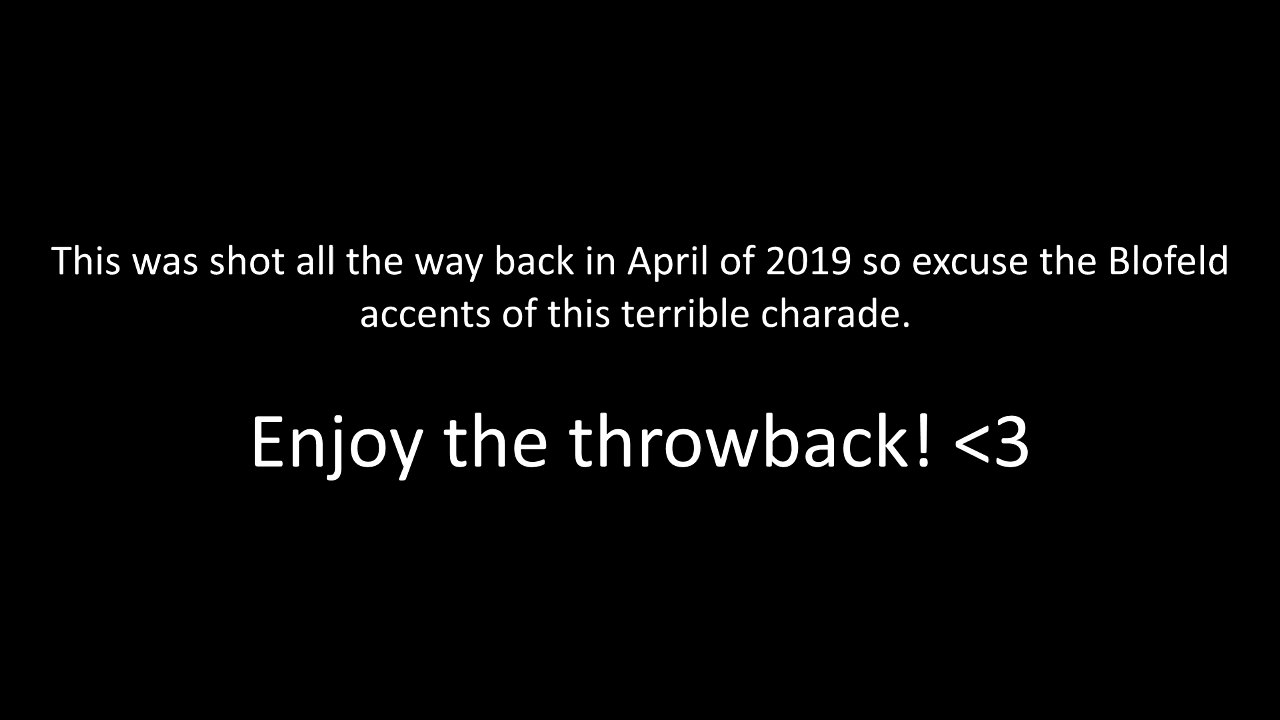 This was shot all the way back in April of 2019 so excuse the Blofeld
accents of this terrible charade.
Enjoy the throwback! <3